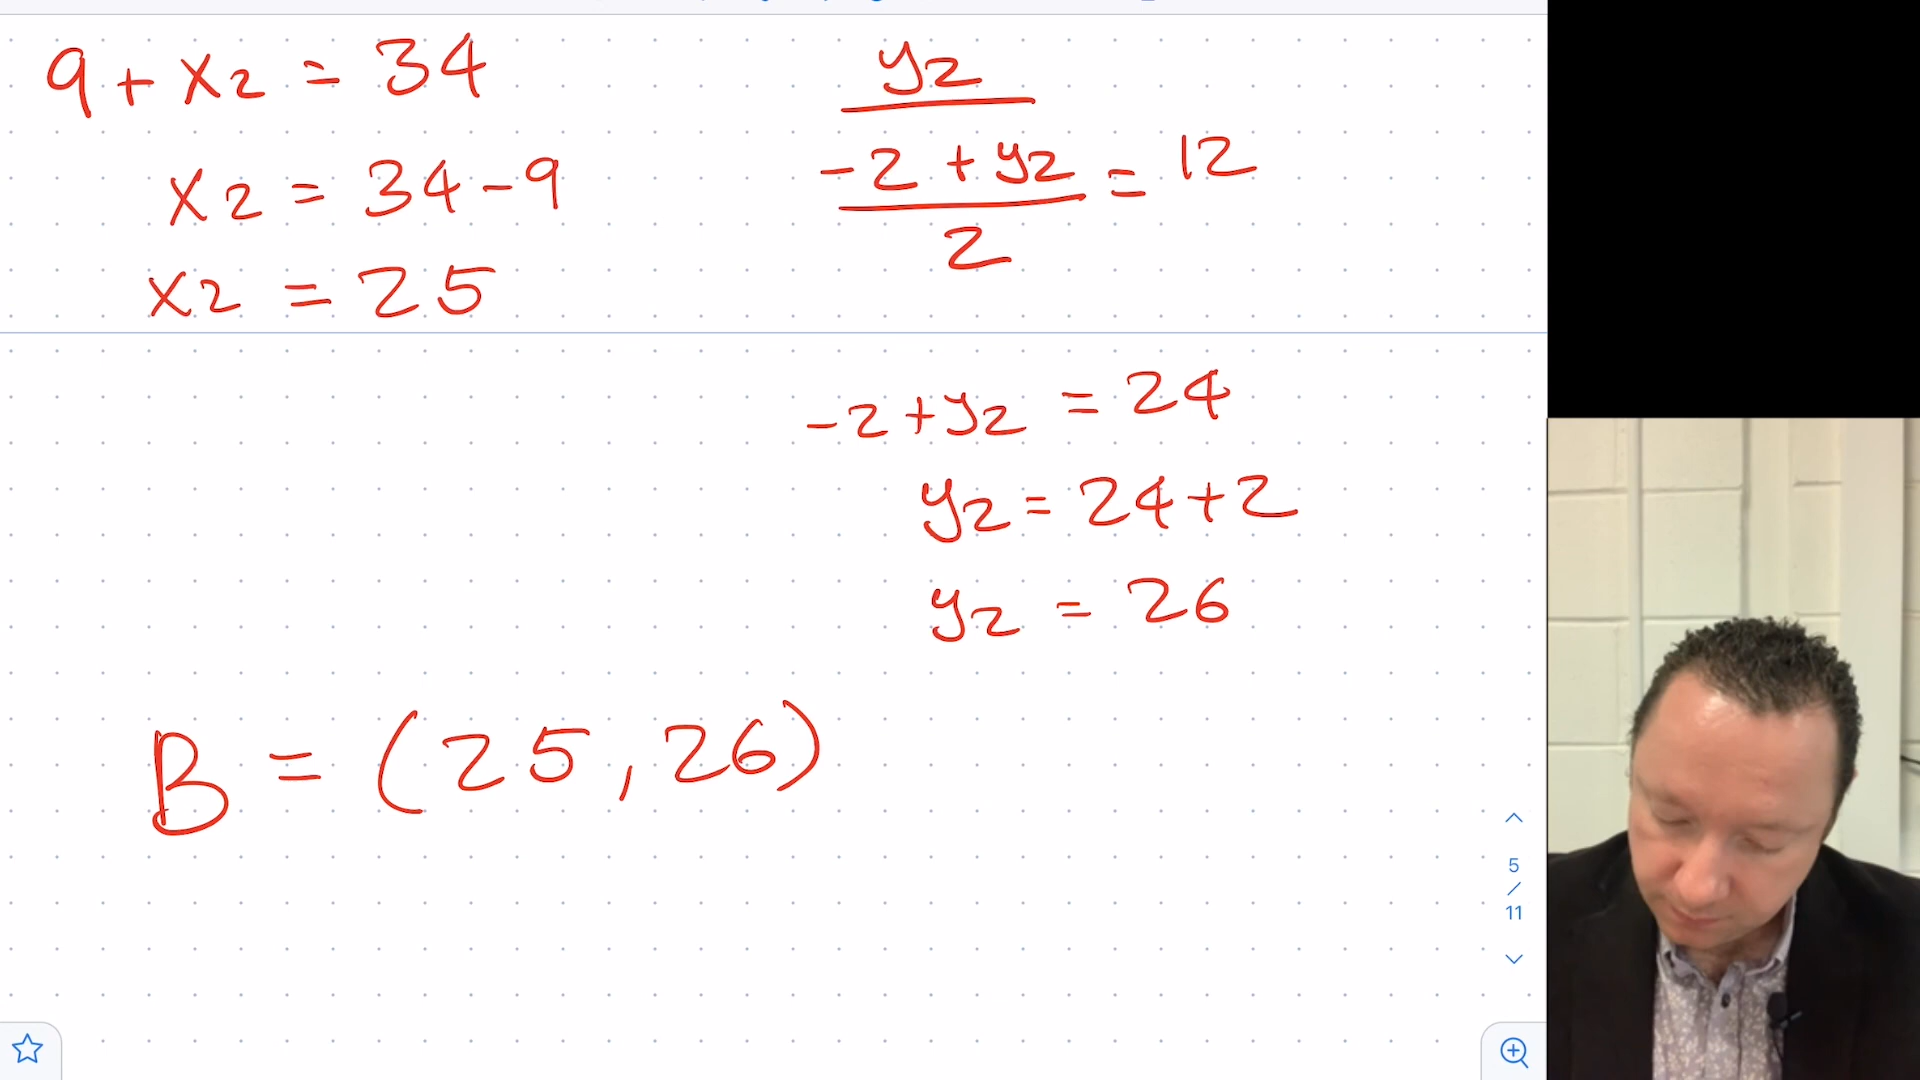 9 + x2 = 34
x2 = 34 - 9
x2 = 25
y2
-2 + y2
2
= 12
-2 + y2 = 24
y2 = 24 + 2
y2 = 26
B = (25, 26)
5
/
11